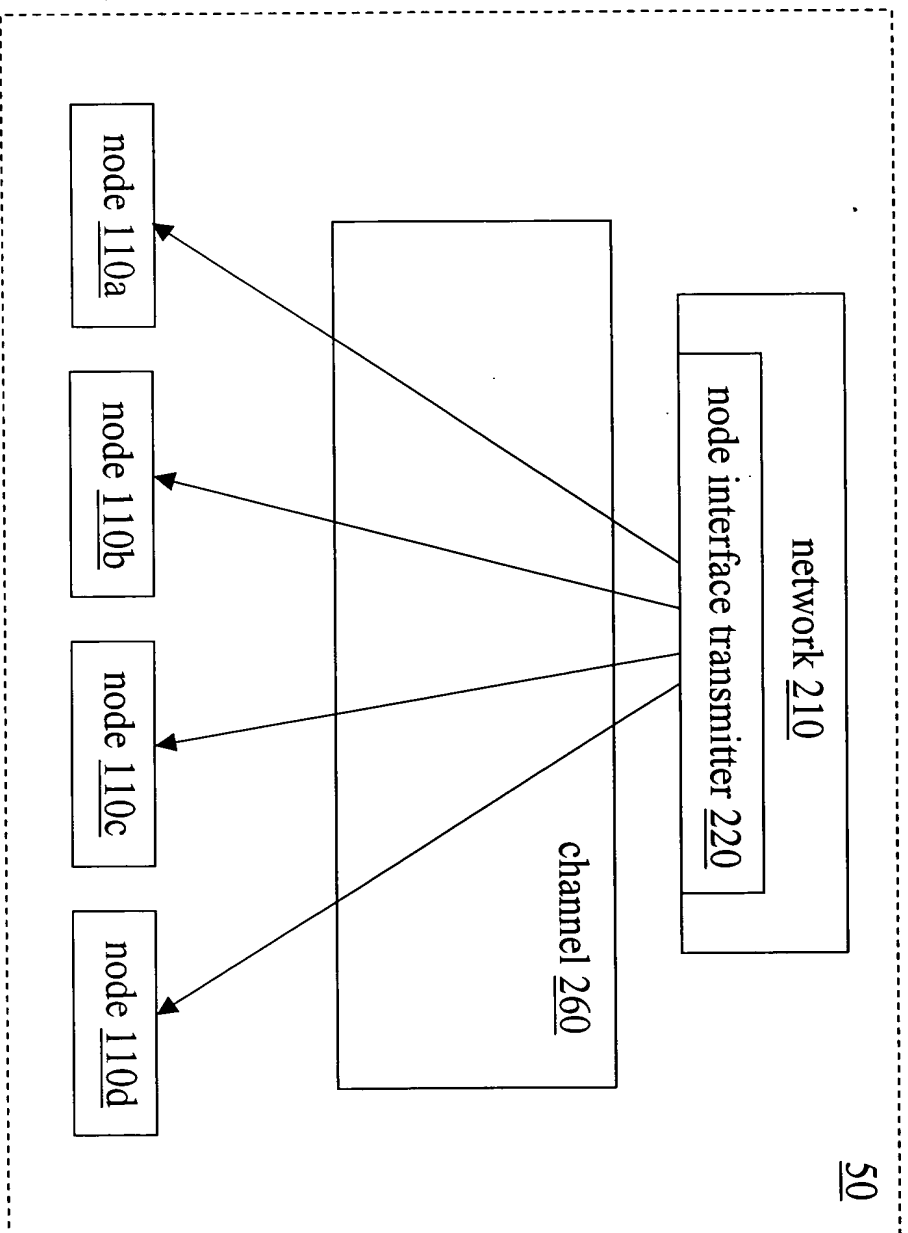 50
network 210
node interface transmitter 220
channel 260
node 110a
node 110b
node 110c
node 110d